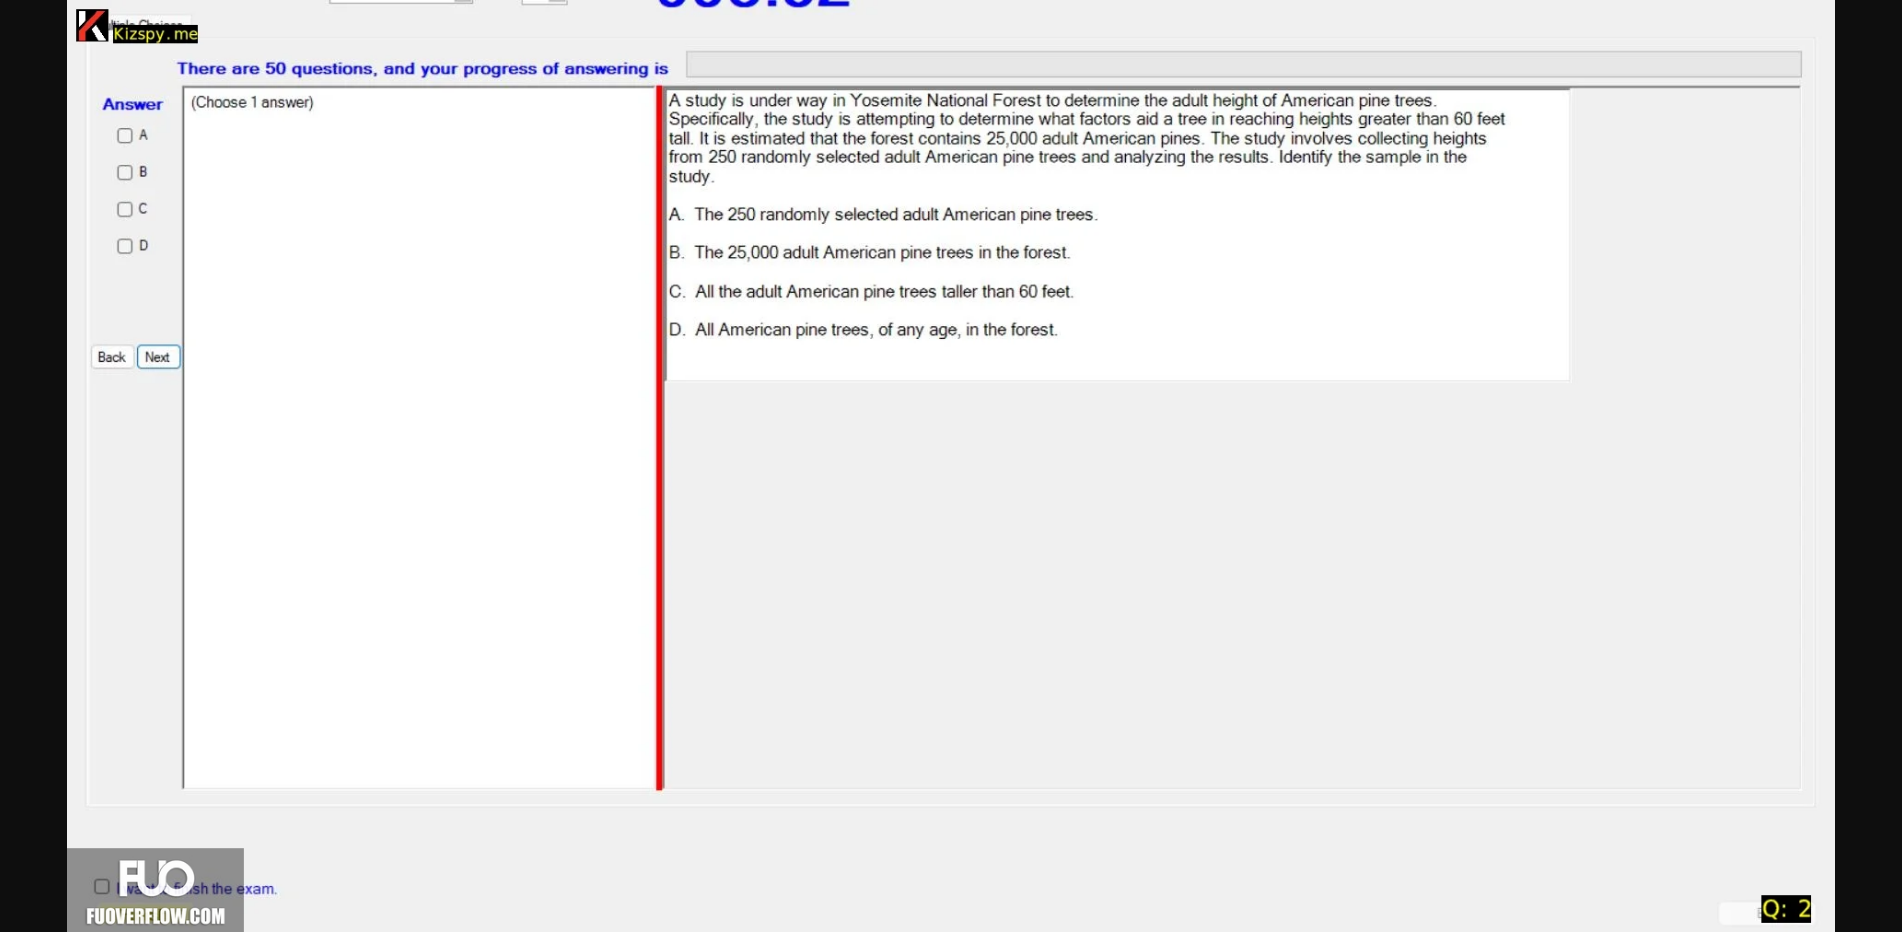 Kizspy.me
There are 50 questions, and your progress of answering is
Answer
(Choose 1 answer)
A
B
C
D
Back
Next
A study is under way in Yosemite National Forest to determine the adult height of American pine trees.
Specifically, the study is attempting to determine what factors aid a tree in reaching heights greater than 60 feet
tall. It is estimated that the forest contains 25,000 adult American pines. The study involves collecting heights
from 250 randomly selected adult American pine trees and analyzing the results. Identify the sample in the
study.
A. The 250 randomly selected adult American pine trees.
B. The 25,000 adult American pine trees in the forest.
C. All the adult American pine trees taller than 60 feet.
D. All American pine trees, of any age, in the forest.
FUO
the exam.
FUOVERFLOW.COM
Q: 2